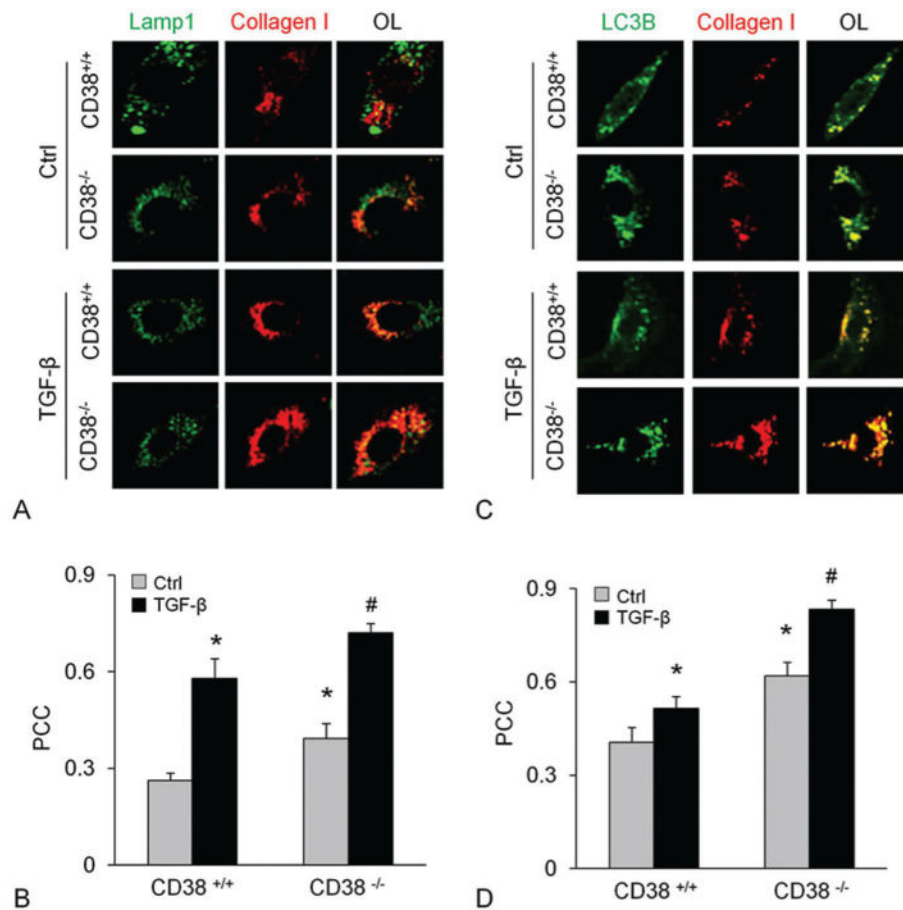 Lamp1 Collagen I OL
Ctrl
CD38+/+
CD38-/-
TGF-β
CD38+/+
CD38-/-
A
LC3B Collagen I OL
Ctrl
CD38+/+
CD38-/-
TGF-β
CD38+/+
CD38-/-
C
0.9
0.6
0.3
0
PCC
Ctrl
TGF-β
*
*
#
CD38 +/+ CD38 -/-
B
0.9
0.6
0.3
0
PCC
Ctrl
TGF-β
*
*
#
CD38 +/+ CD38 -/-
D